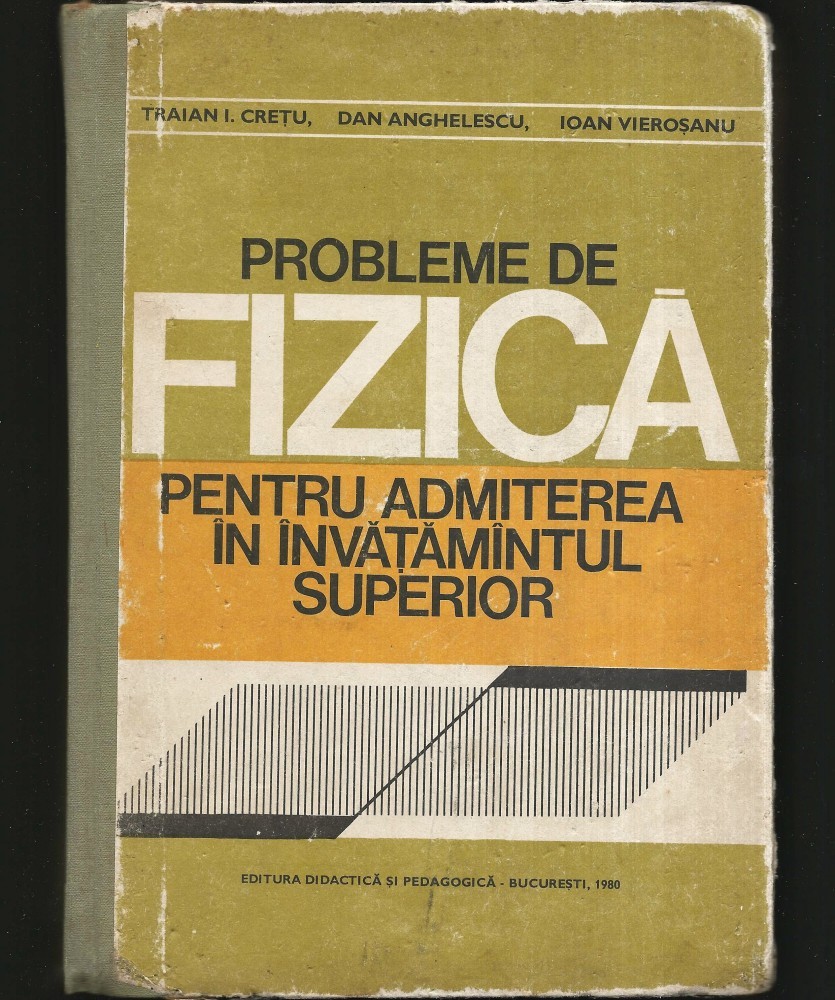 TRAIAN I. CREȚU, DAN ANGHELESCU, IOAN VIEROȘANU
PROBLEME DE
FIZICĂ
PENTRU ADMITEREA
ÎN ÎNVĂȚĂMÎNTUL
SUPERIOR
EDITURA DIDACTICĂ ȘI PEDAGOGICĂ - BUCUREȘTI, 1980